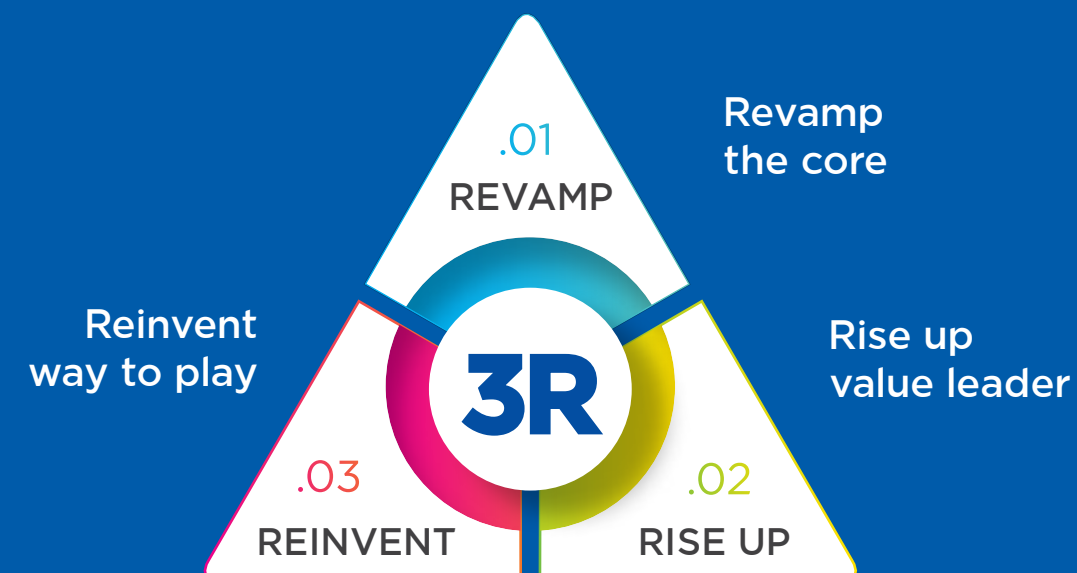 .01
REVAMP
Revamp
the core
Reinvent
way to play
3R
Rise up
value leader
.03
REINVENT
.02
RISE UP